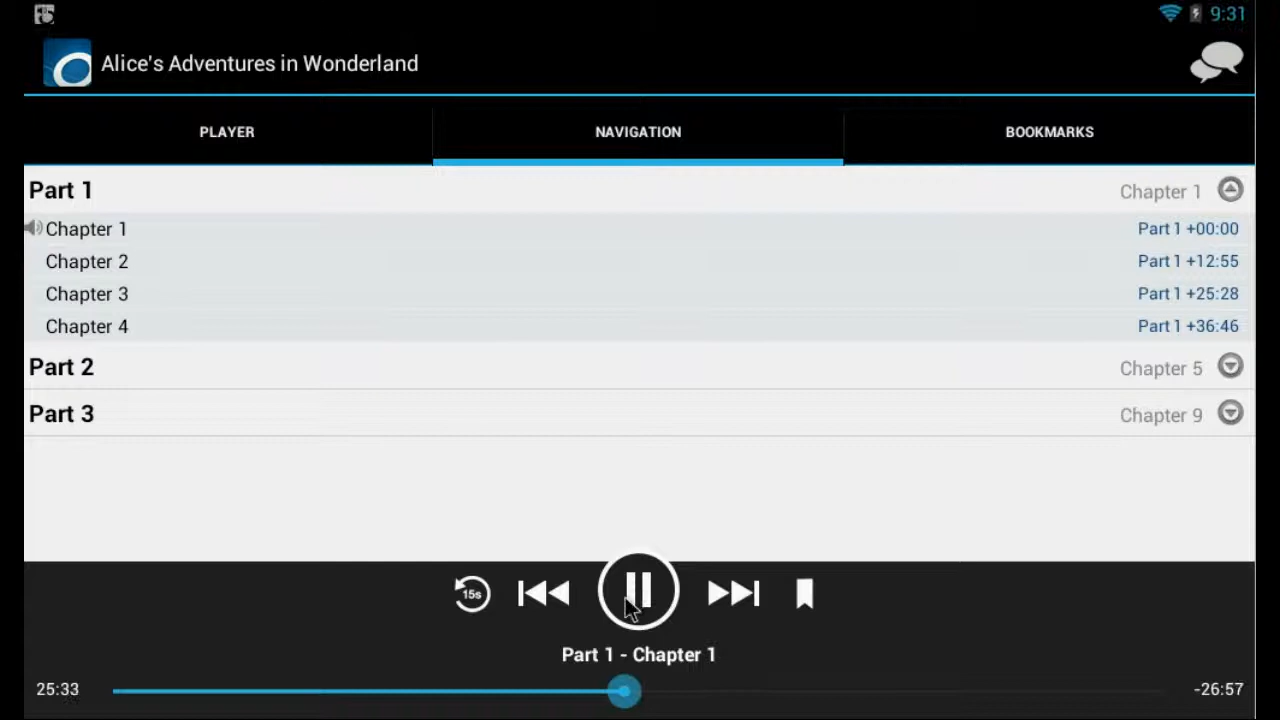 9:31
Alice's Adventures in Wonderland
PLAYER NAVIGATION BOOKMARKS
Part 1 Chapter 1
Chapter 1 Part 1 +00:00
Chapter 2 Part 1 +12:55
Chapter 3 Part 1 +25:28
Chapter 4 Part 1 +36:46
Part 2 Chapter 5
Part 3 Chapter 9
15s
Part 1 - Chapter 1
25:33 -26:57